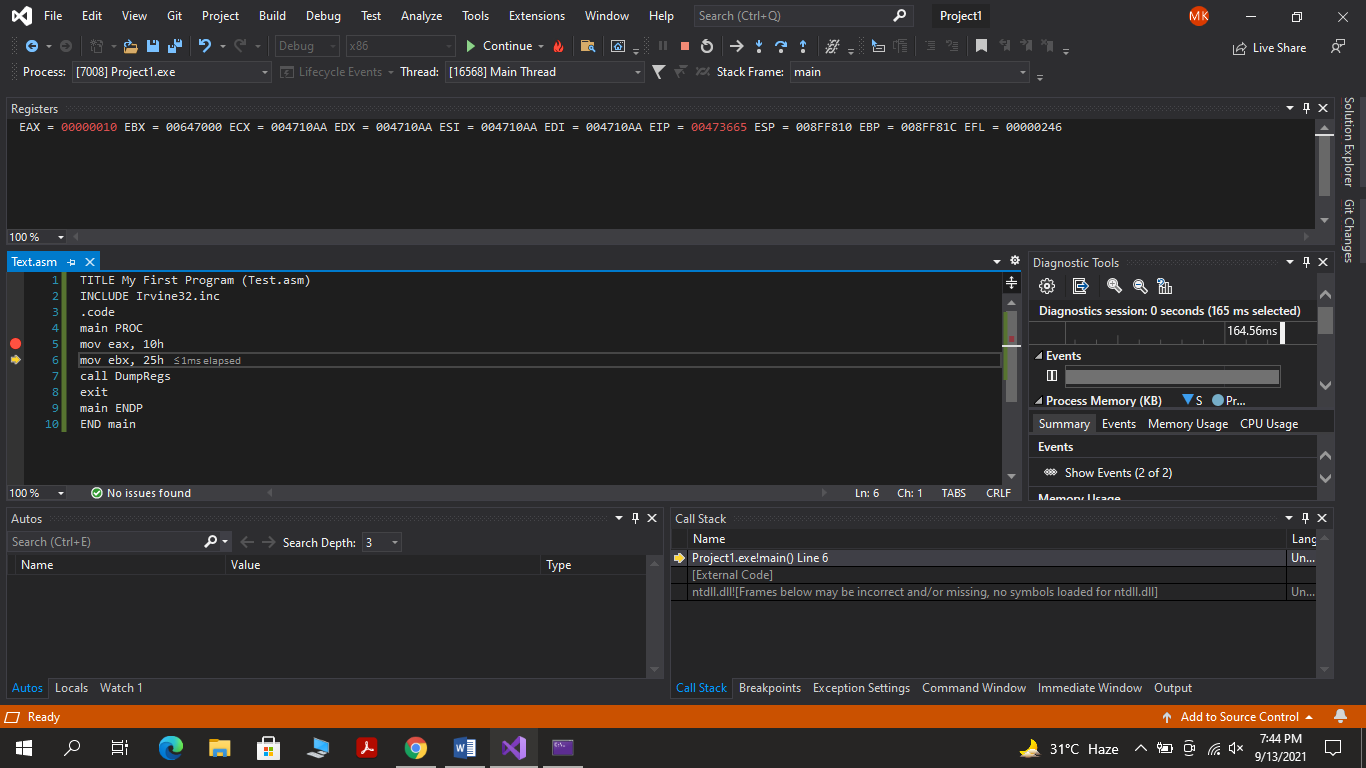 File Edit View Git Project Build Debug Test Analyze Tools Extensions Window Help Search (Ctrl+Q) Project1 MK
Debug x86 Continue Live Share
Process: [7008] Project1.exe Lifecycle Events Thread: [16568] Main Thread Stack Frame: main
Registers
EAX = 00000010 EBX = 00647000 ECX = 004710AA EDX = 004710AA ESI = 004710AA EDI = 004710AA EIP = 00473665 ESP = 008FF810 EBP = 008FF81C EFL = 00000246
100 %
Solution Explorer
Git Changes
Text.asm
1 TITLE My First Program (Test.asm)
2 INCLUDE Irvine32.inc
3 .code
4 main PROC
5 mov eax, 10h
6 mov ebx, 25h ≤1ms elapsed
7 call DumpRegs
8 exit
9 main ENDP
10 END main
100 % No issues found Ln: 6 Ch: 1 TABS CRLF
Diagnostic Tools
Diagnostics session: 0 seconds (165 ms selected)
164.56ms
Events
Process Memory (KB) S Pr...
Summary Events Memory Usage CPU Usage
Events
Show Events (2 of 2)
Memory Usage
Autos
Search (Ctrl+E) Search Depth: 3
Name Value Type
Autos Locals Watch 1
Call Stack
Name Lang
Project1.exe!main() Line 6 Un...
[External Code]
ntdll.dll![Frames below may be incorrect and/or missing, no symbols loaded for ntdll.dll] Un...
Call Stack Breakpoints Exception Settings Command Window Immediate Window Output
Ready Add to Source Control
31°C Haze 7:44 PM
9/13/2021